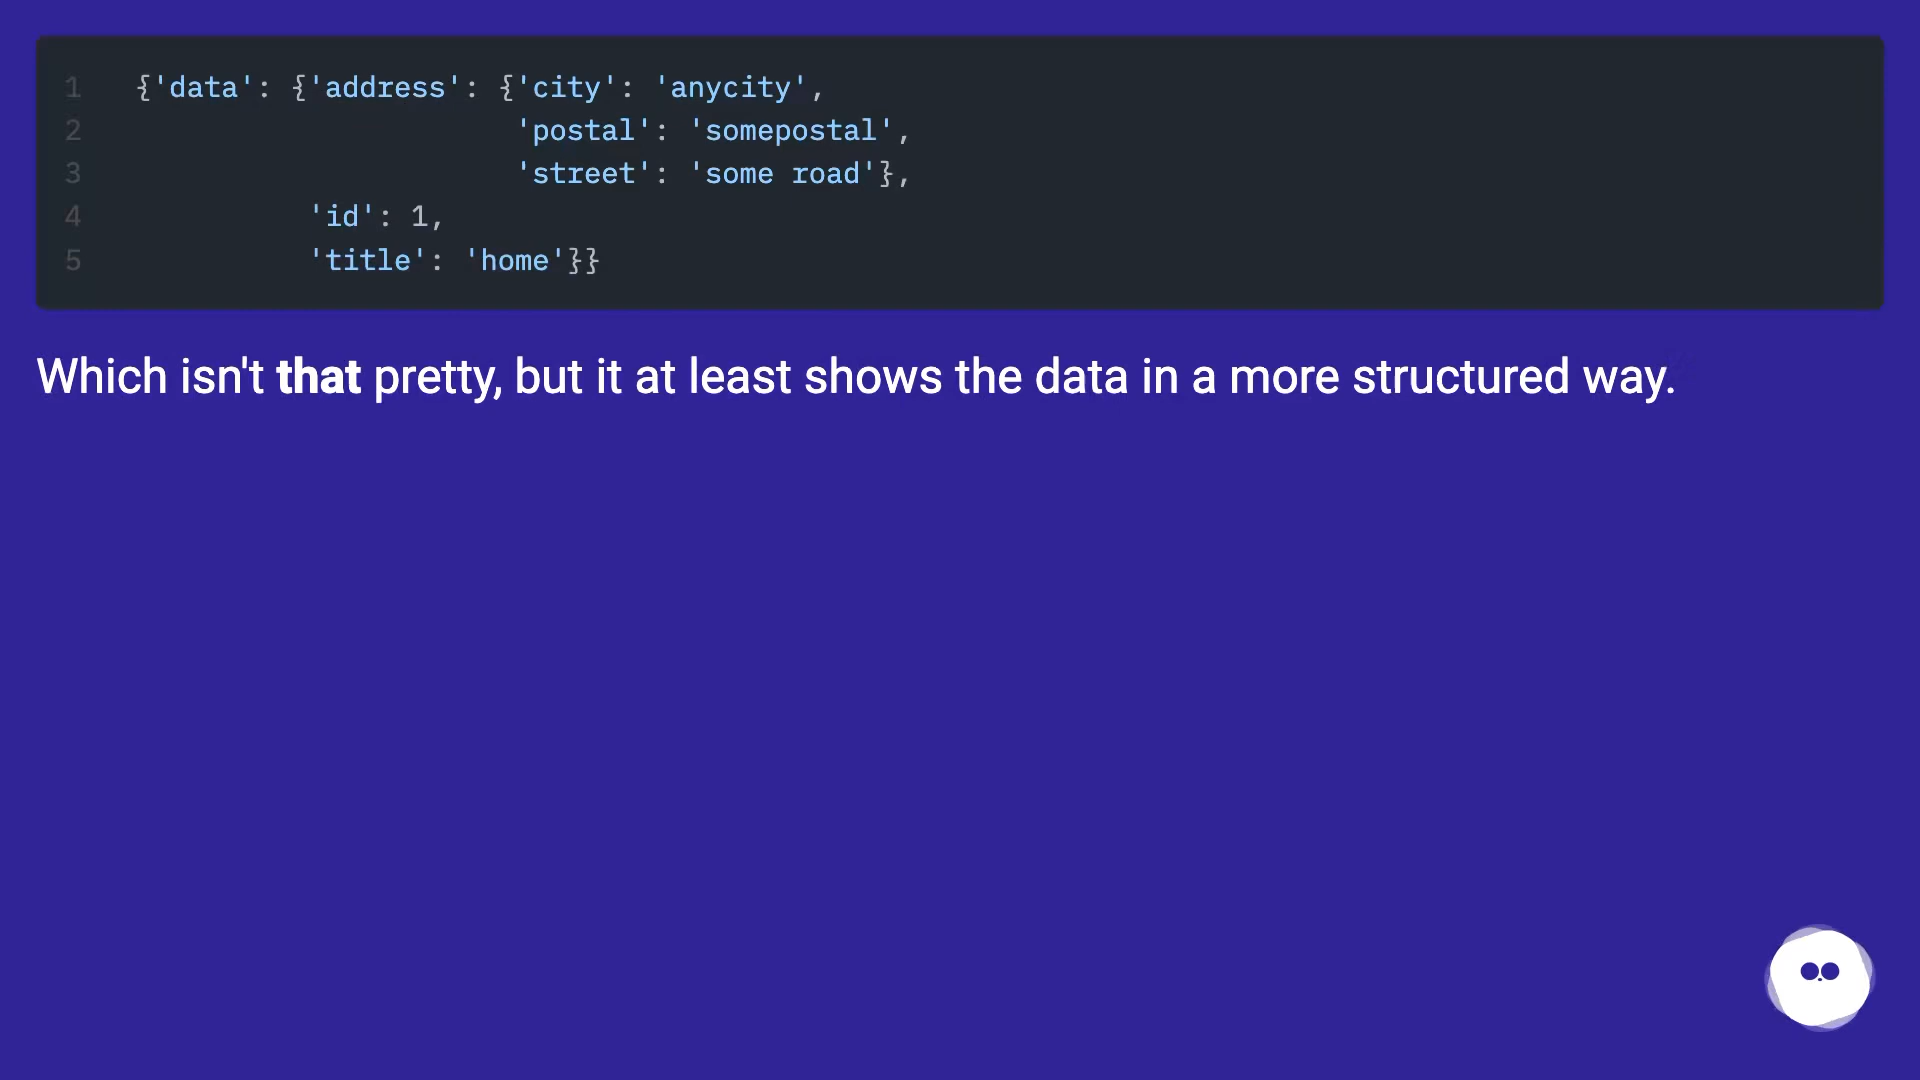 1 {'data': {'address': {'city': 'anycity',
2 'postal': 'somepostal',
3 'street': 'some road'},
4 'id': 1,
5 'title': 'home'}}
Which isn't that pretty, but it at least shows the data in a more structured way.